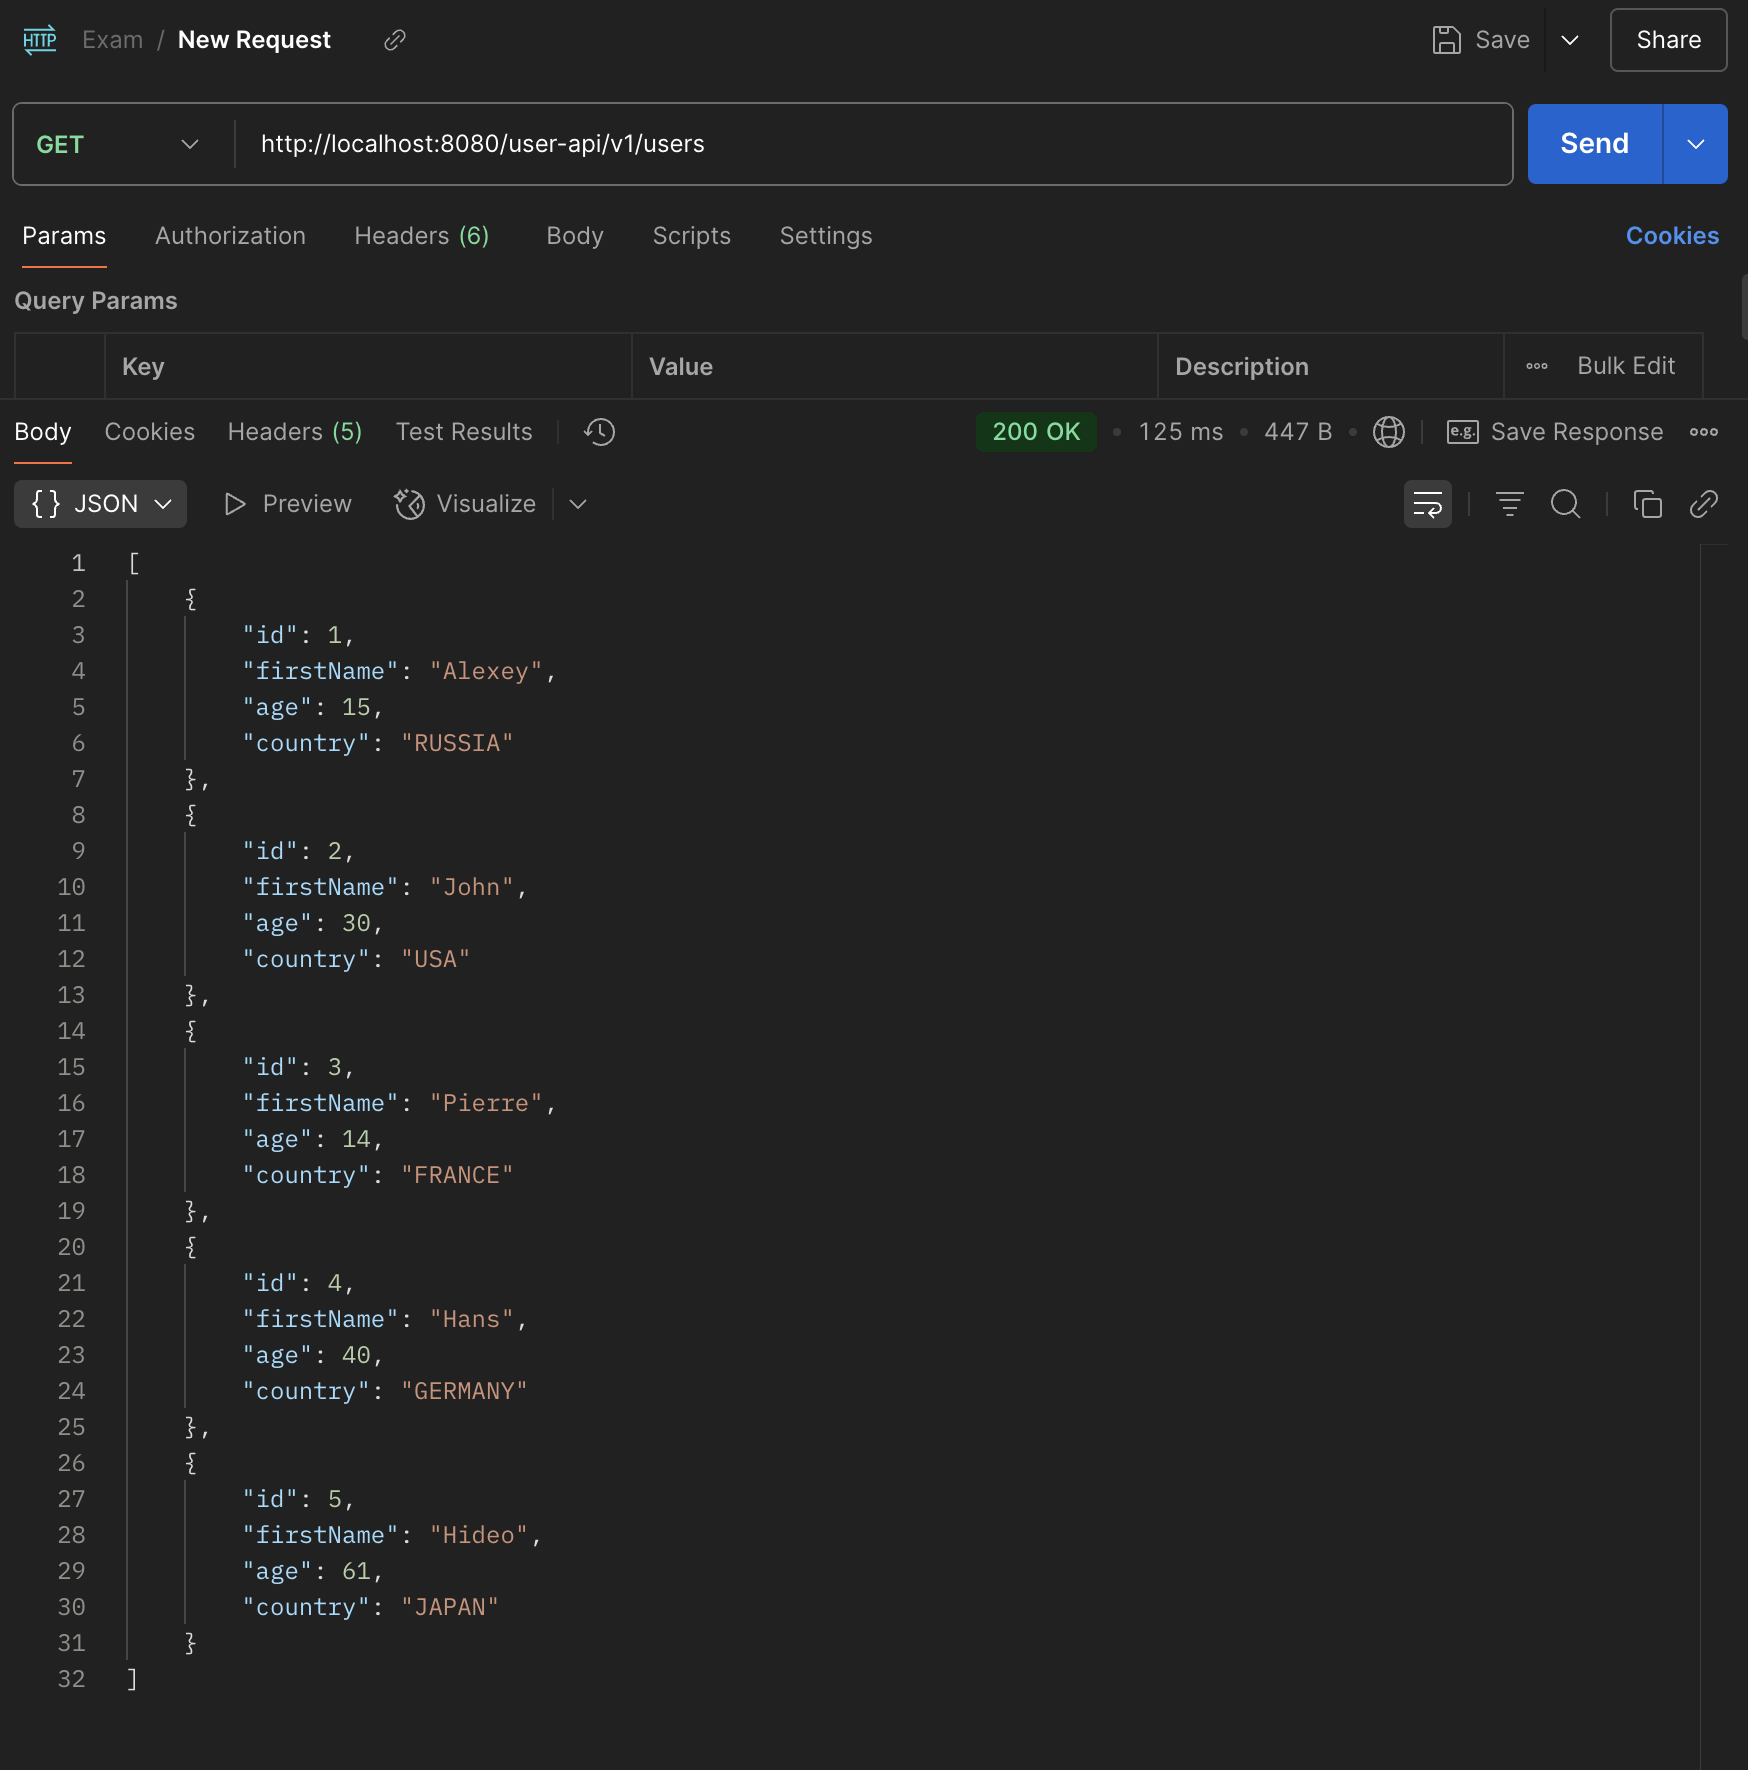 HTTP Exam / New Request Save Share
GET http://localhost:8080/user-api/v1/users Send
Params Authorization Headers (6) Body Scripts Settings Cookies
Query Params
Key Value Description Bulk Edit
Body Cookies Headers (5) Test Results 200 OK • 125 ms • 447 B • e.g. Save Response
{} JSON Preview Visualize
1 [
2 {
3 "id": 1,
4 "firstName": "Alexey",
5 "age": 15,
6 "country": "RUSSIA"
7 },
8 {
9 "id": 2,
10 "firstName": "John",
11 "age": 30,
12 "country": "USA"
13 },
14 {
15 "id": 3,
16 "firstName": "Pierre",
17 "age": 14,
18 "country": "FRANCE"
19 },
20 {
21 "id": 4,
22 "firstName": "Hans",
23 "age": 40,
24 "country": "GERMANY"
25 },
26 {
27 "id": 5,
28 "firstName": "Hideo",
29 "age": 61,
30 "country": "JAPAN"
31 }
32 ]